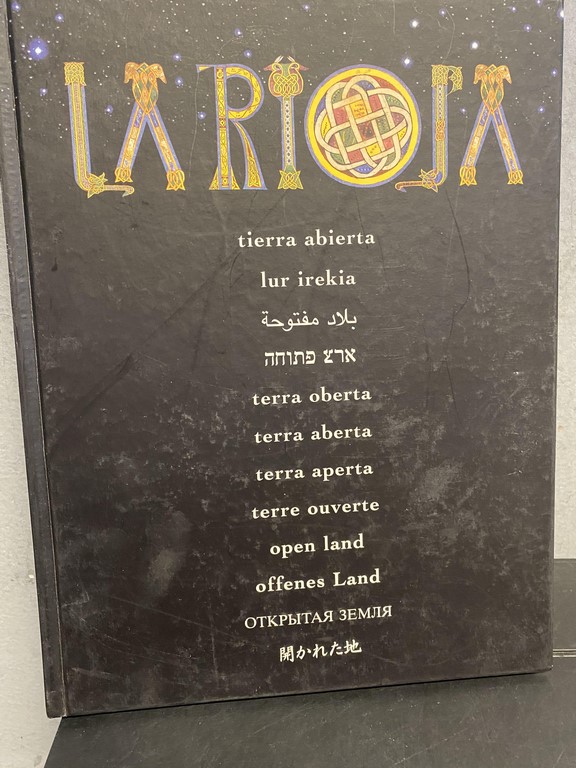 LA RIOJA
tierra abierta
lur irekia
بلاد مفتوحة
ארץ פתוחה
terra oberta
terra aberta
terra aperta
terre ouverte
open land
offenes Land
ОТКРЫТАЯ ЗЕМЛЯ
開かれた地